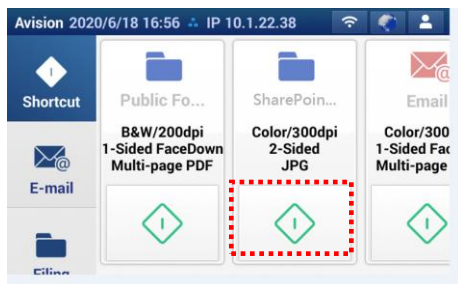 Avision 2020/6/18 16:56 IP 10.1.22.38
Shortcut
E-mail
Filing
Public Fo...
B&W/200dpi
1-Sided FaceDown
Multi-page PDF
SharePoin...
Color/300dpi
2-Sided
JPG
Email
Color/300
1-Sided Fac
Multi-page